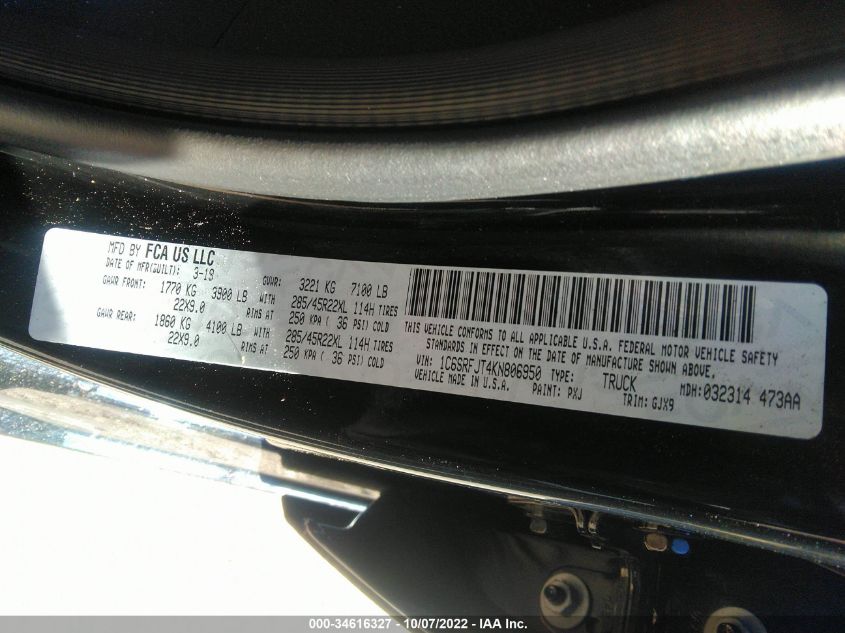 MFD BY FCA US LLC
DATE OF MFR(BUILT): 3-19 GVWR: 3221 KG 7100 LB
GAWR FRONT: 1770 KG 3900 LB WITH 285/45R22XL 114H TIRES
22X9.0 RIMS AT 250 KPA ( 36 PSI) COLD
GAWR REAR: 1860 KG 4100 LB WITH 285/45R22XL 114H TIRES
22X9.0 RIMS AT 250 KPA ( 36 PSI) COLD
THIS VEHICLE CONFORMS TO ALL APPLICABLE U.S.A. FEDERAL MOTOR VEHICLE SAFETY
STANDARDS IN EFFECT ON THE DATE OF MANUFACTURE SHOWN ABOVE.
VIN: 1C6SRFJT4KN806950 TYPE: TRUCK MDH:032314 473AA
VEHICLE MADE IN U.S.A. PAINT: PXJ TRIM: GJX9
000-34616327 - 10/07/2022 - IAA, Inc.